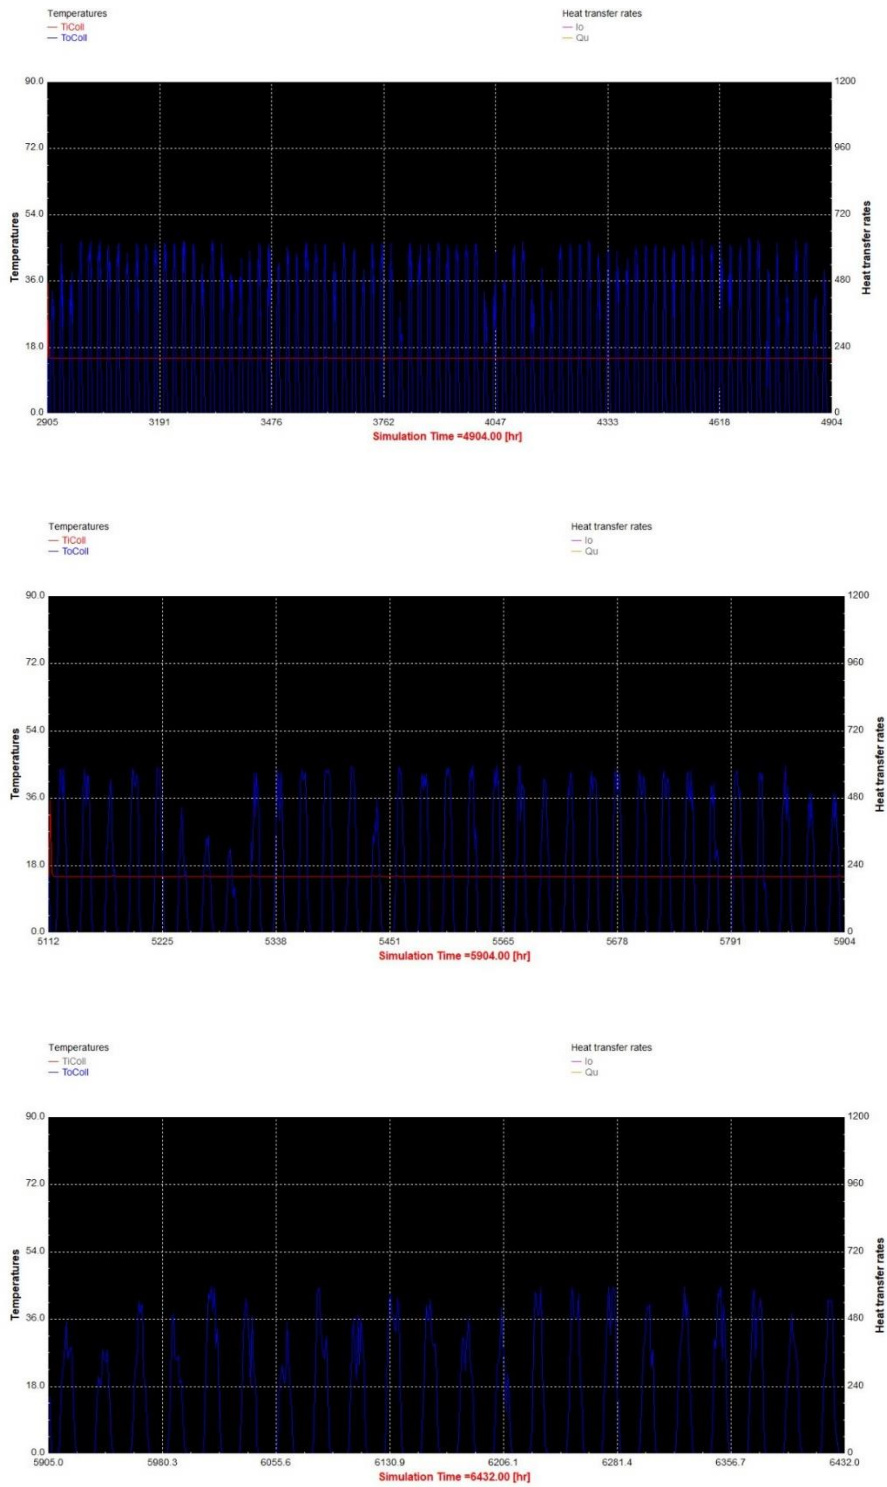 Temperatures
TiColl
ToColl
Heat transfer rates
Io
Qu
90.0
72.0
54.0
36.0
18.0
0.0
Temperatures
1200
960
720
480
240
0
Heat transfer rates
2905 3191 3476 3762 4047 4333 4618 4904
Simulation Time =4904.00 [hr]
Temperatures
TiColl
ToColl
Heat transfer rates
Io
Qu
90.0
72.0
54.0
36.0
18.0
0.0
Temperatures
1200
960
720
480
240
0
Heat transfer rates
5112 5225 5338 5451 5565 5678 5791 5904
Simulation Time =5904.00 [hr]
Temperatures
TiColl
ToColl
Heat transfer rates
Io
Qu
90.0
72.0
54.0
36.0
18.0
0.0
Temperatures
1200
960
720
480
240
0
Heat transfer rates
5905.0 5980.3 6055.6 6130.9 6206.1 6281.4 6356.7 6432.0
Simulation Time =6432.00 [hr]